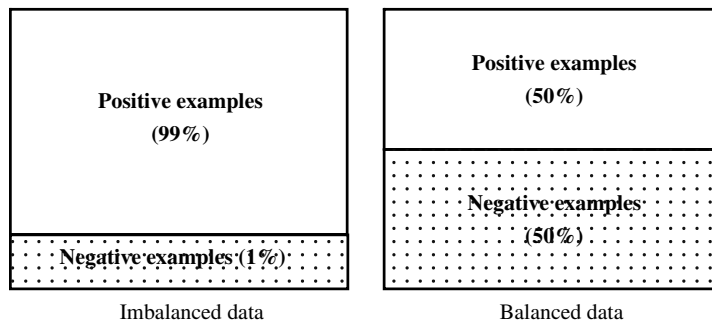 Positive examples
(99%)
Negative examples (1%)
Imbalanced data
Positive examples
(50%)
Negative examples
(50%)
Balanced data